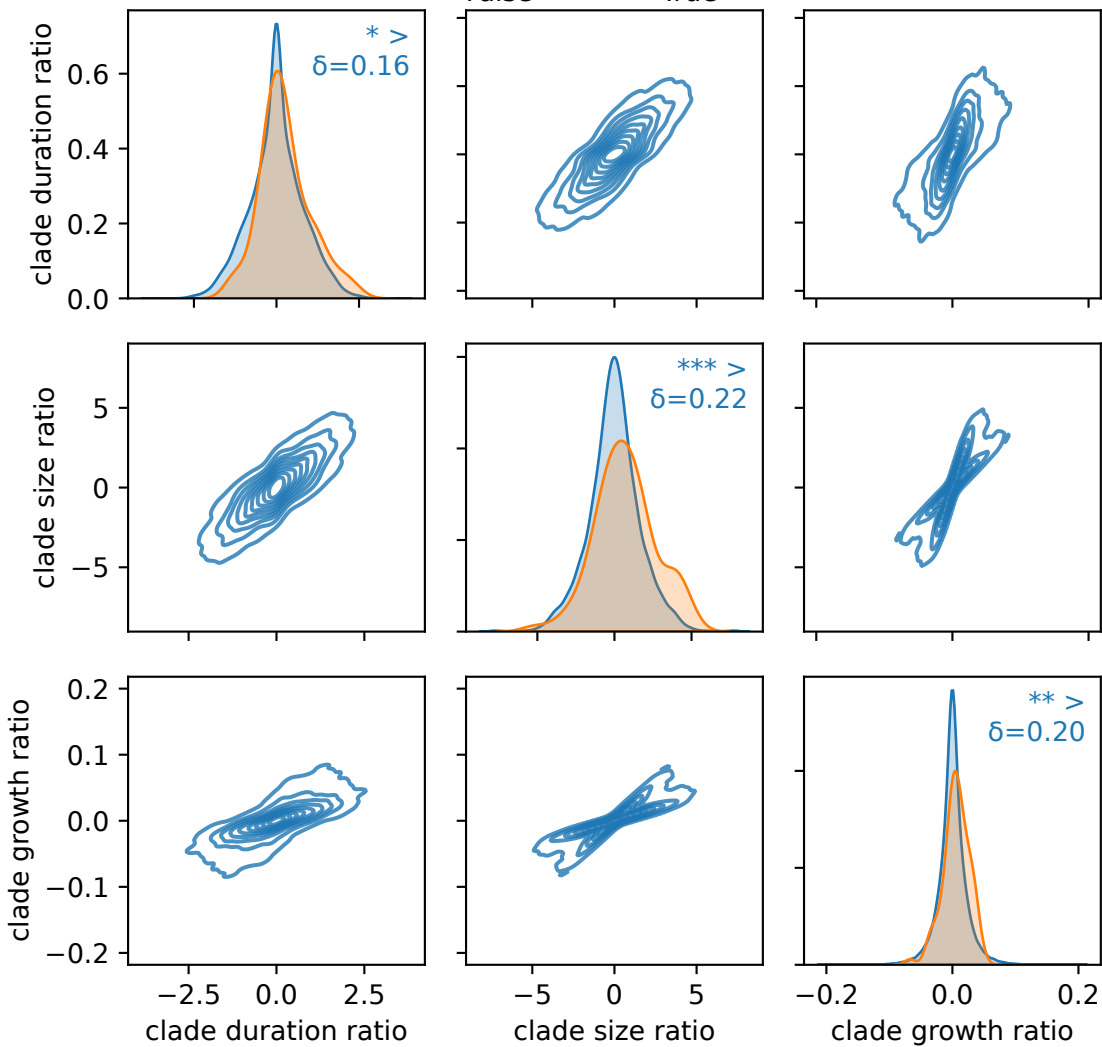 True
clade duration ratio
0.6
0.4
0.2
0.0
* >
δ=0.16
clade size ratio
5
0
−5
*** >
δ=0.22
clade growth ratio
0.2
0.1
0.0
−0.1
−0.2
** >
δ=0.20
−2.5
0.0
2.5
clade duration ratio
−5
0
5
clade size ratio
−0.2
0.0
0.2
clade growth ratio